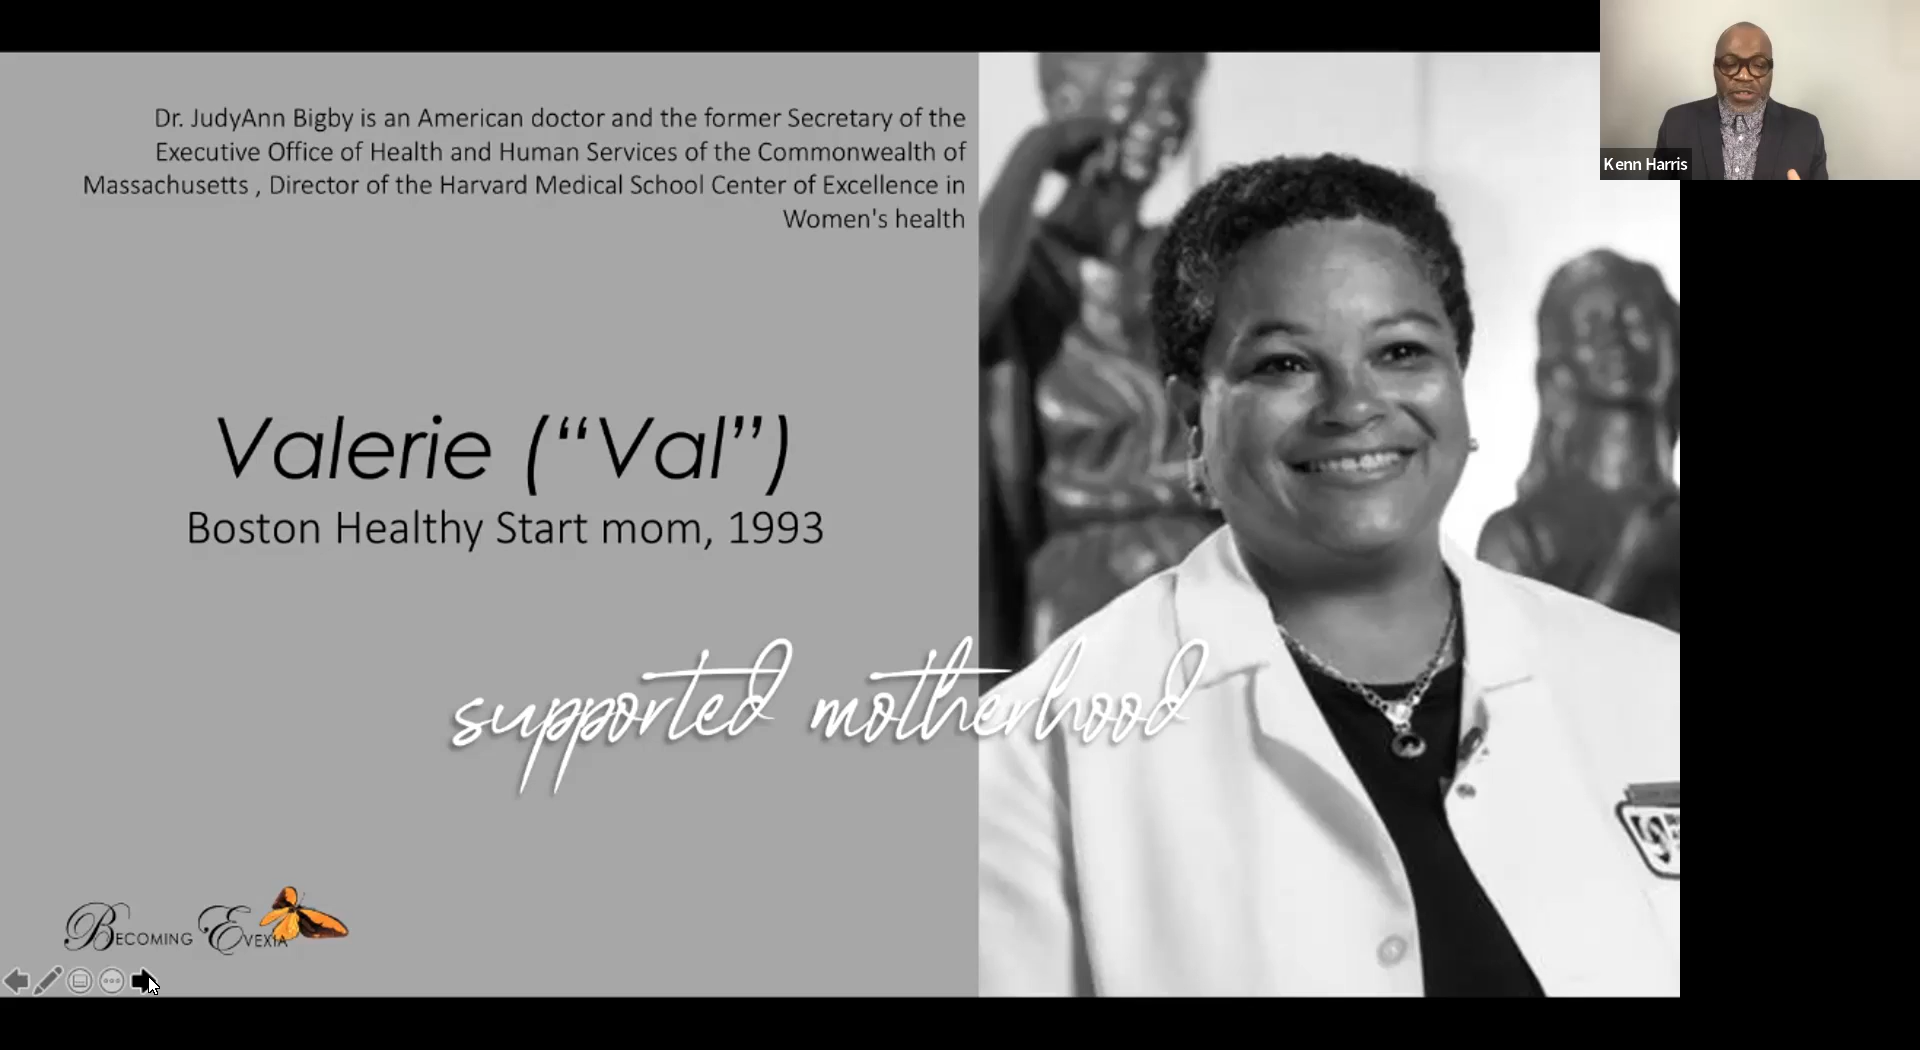 Dr. JudyAnn Bigby is an American doctor and the former Secretary of the
Executive Office of Health and Human Services of the Commonwealth of
Massachusetts , Director of the Harvard Medical School Center of Excellence in
Women's health
Kenn Harris
Valerie (“Val”)
Boston Healthy Start mom, 1993
supported motherhood
Becoming Evexia